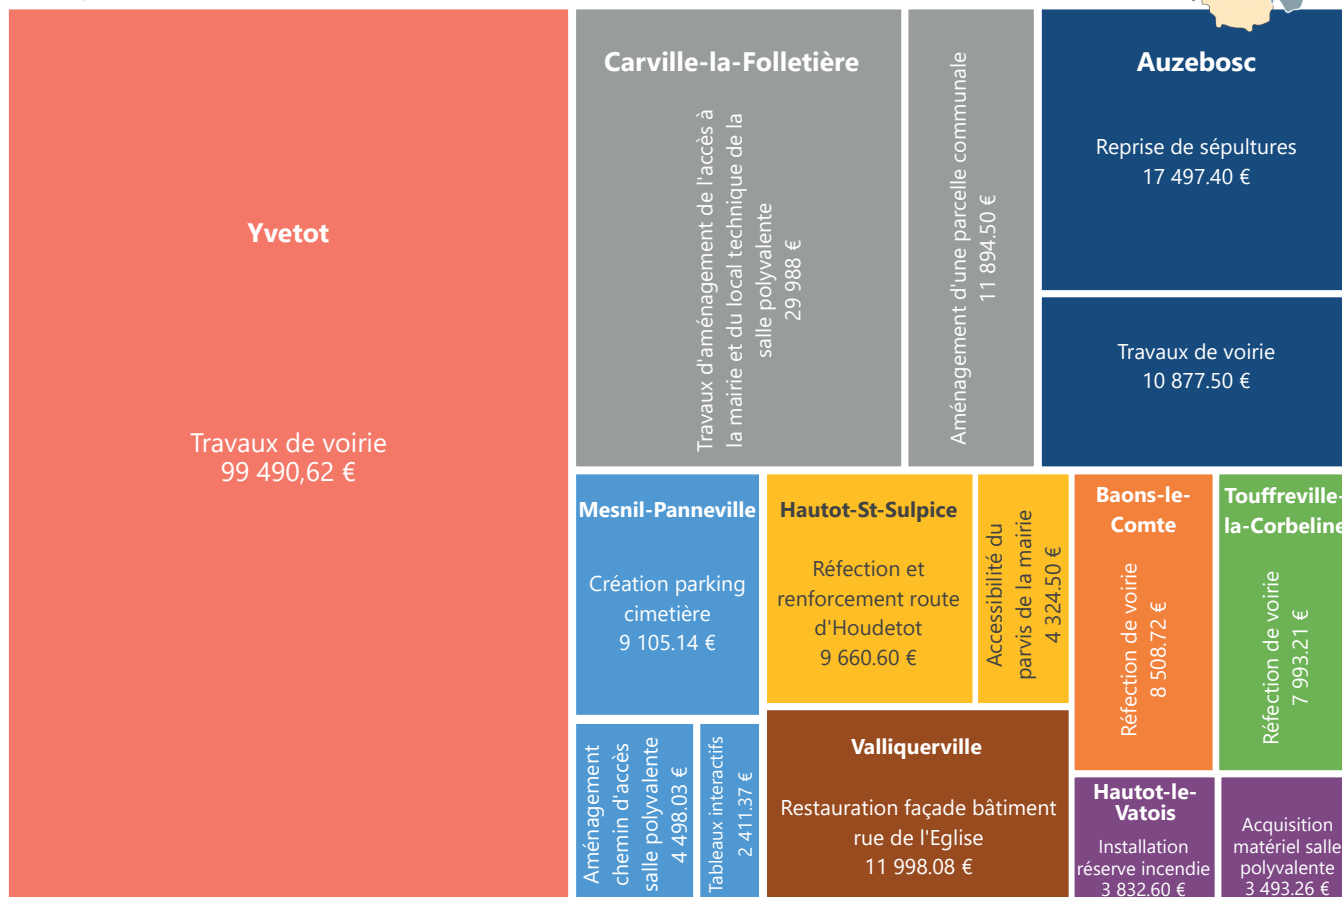 Yvetot
Travaux de voirie
99 490,62 €
Carville-la-Folletière
Travaux d'aménagement de l'accès à
la mairie et du local technique de la
salle polyvalente
29 988 €
Aménagement d'une parcelle communale
11 894.50 €
Auzebosc
Reprise de sépultures
17 497.40 €
Travaux de voirie
10 877.50 €
Mesnil-Panneville
Création parking
cimetière
9 105.14 €
Aménagement
chemin d'accès
salle polyvalente
4 498.03 €
Tableaux interactifs
2 411.37 €
Hautot-St-Sulpice
Réfection et
renforcement route
d'Houdetot
9 660.60 €
Accessibilité du
parvis de la mairie
4 324.50 €
Valliquerville
Restauration façade bâtiment
rue de l'Eglise
11 998.08 €
Baons-le-
Comte
Réfection de voirie
8 508.72 €
Touffreville-
la-Corbeline
Réfection de voirie
7 993.21 €
Hautot-le-
Vatois
Installation
réserve incendie
3 832.60 €
Acquisition
matériel salle
polyvalente
3 493.26 €